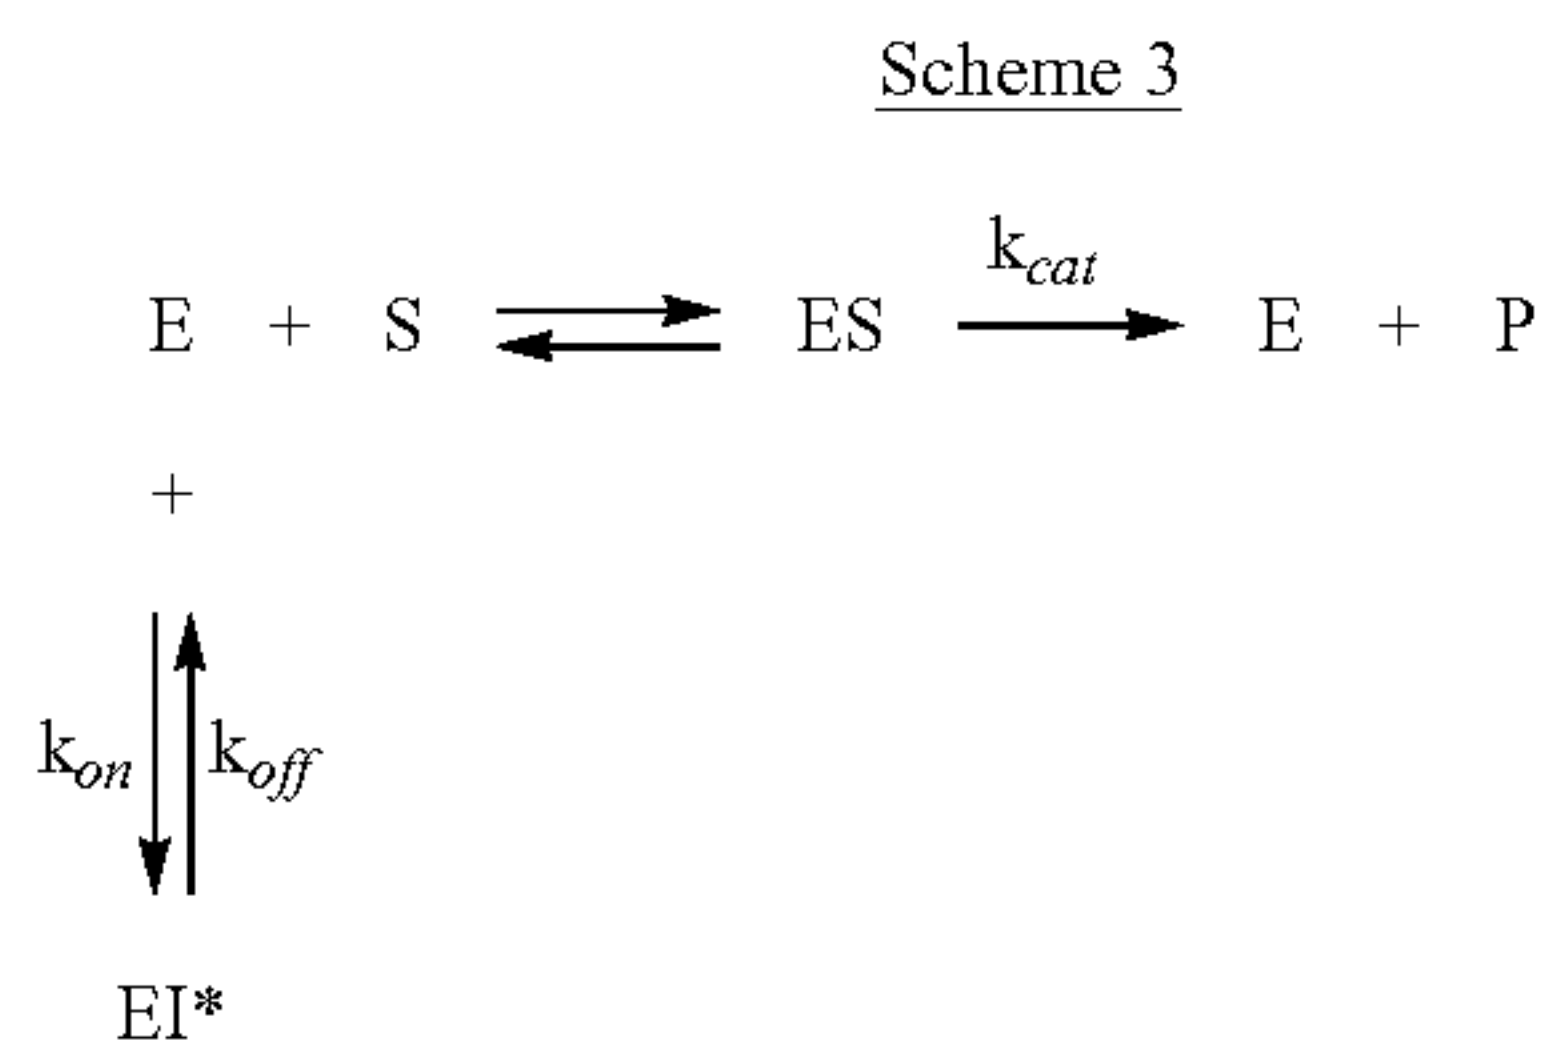 Scheme 3
k_cat
E + S ES E + P
+
k_on k_off
EI*